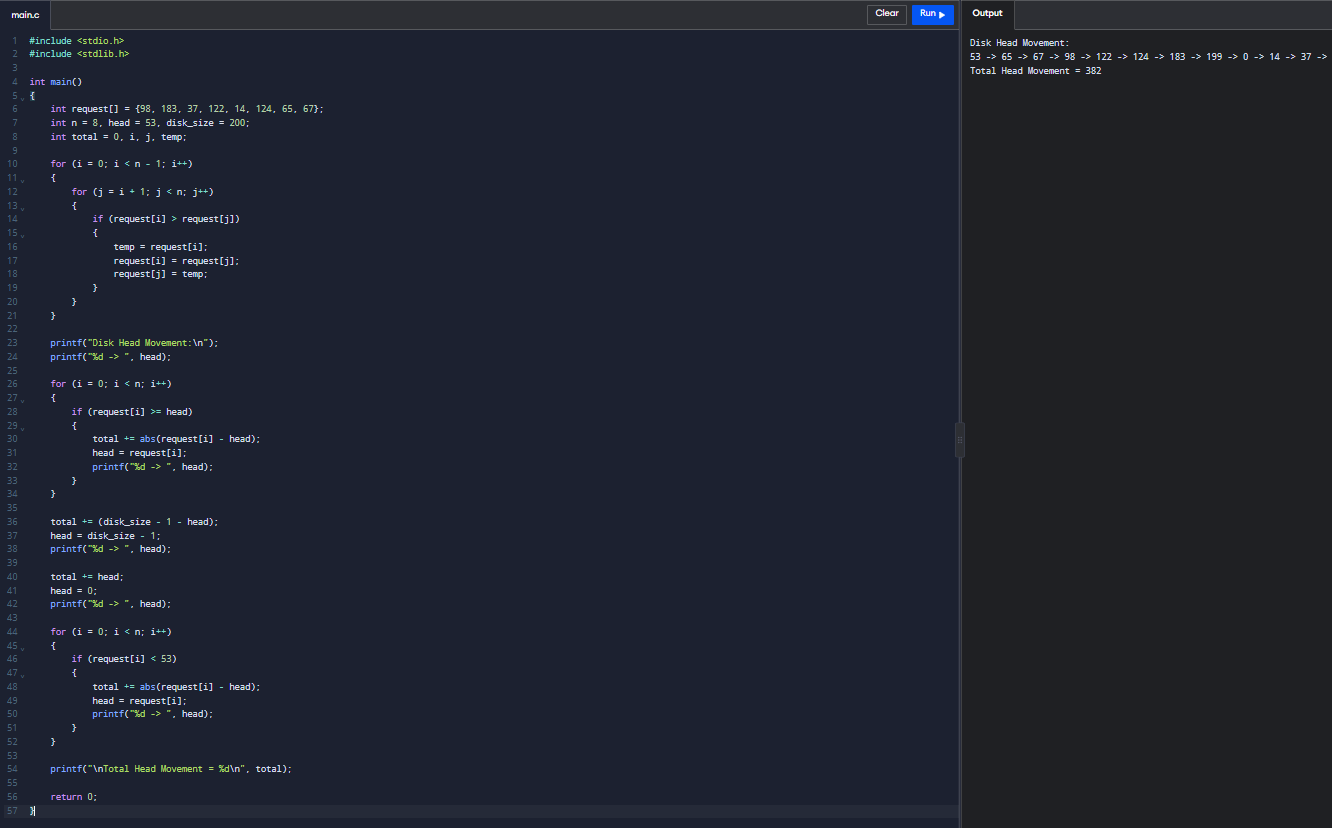 main.c
Clear
Run
Output
1 #include <stdio.h>
2 #include <stdlib.h>
3
4 int main()
5 {
6     int request[] = {98, 183, 37, 122, 14, 124, 65, 67};
7     int n = 8, head = 53, disk_size = 200;
8     int total = 0, i, j, temp;
9
10     for (i = 0; i < n - 1; i++)
11     {
12         for (j = i + 1; j < n; j++)
13         {
14             if (request[i] > request[j])
15             {
16                 temp = request[i];
17                 request[i] = request[j];
18                 request[j] = temp;
19             }
20         }
21     }
22
23     printf("Disk Head Movement:\n");
24     printf("%d -> ", head);
25
26     for (i = 0; i < n; i++)
27     {
28         if (request[i] >= head)
29         {
30             total += abs(request[i] - head);
31             head = request[i];
32             printf("%d -> ", head);
33         }
34     }
35
36     total += (disk_size - 1 - head);
37     head = disk_size - 1;
38     printf("%d -> ", head);
39
40     total += head;
41     head = 0;
42     printf("%d -> ", head);
43
44     for (i = 0; i < n; i++)
45     {
46         if (request[i] < 53)
47         {
48             total += abs(request[i] - head);
49             head = request[i];
50             printf("%d -> ", head);
51         }
52     }
53
54     printf("\nTotal Head Movement = %d\n", total);
55
56     return 0;
57 }
Disk Head Movement:
53 -> 65 -> 67 -> 98 -> 122 -> 124 -> 183 -> 199 -> 0 -> 14 -> 37 ->
Total Head Movement = 382